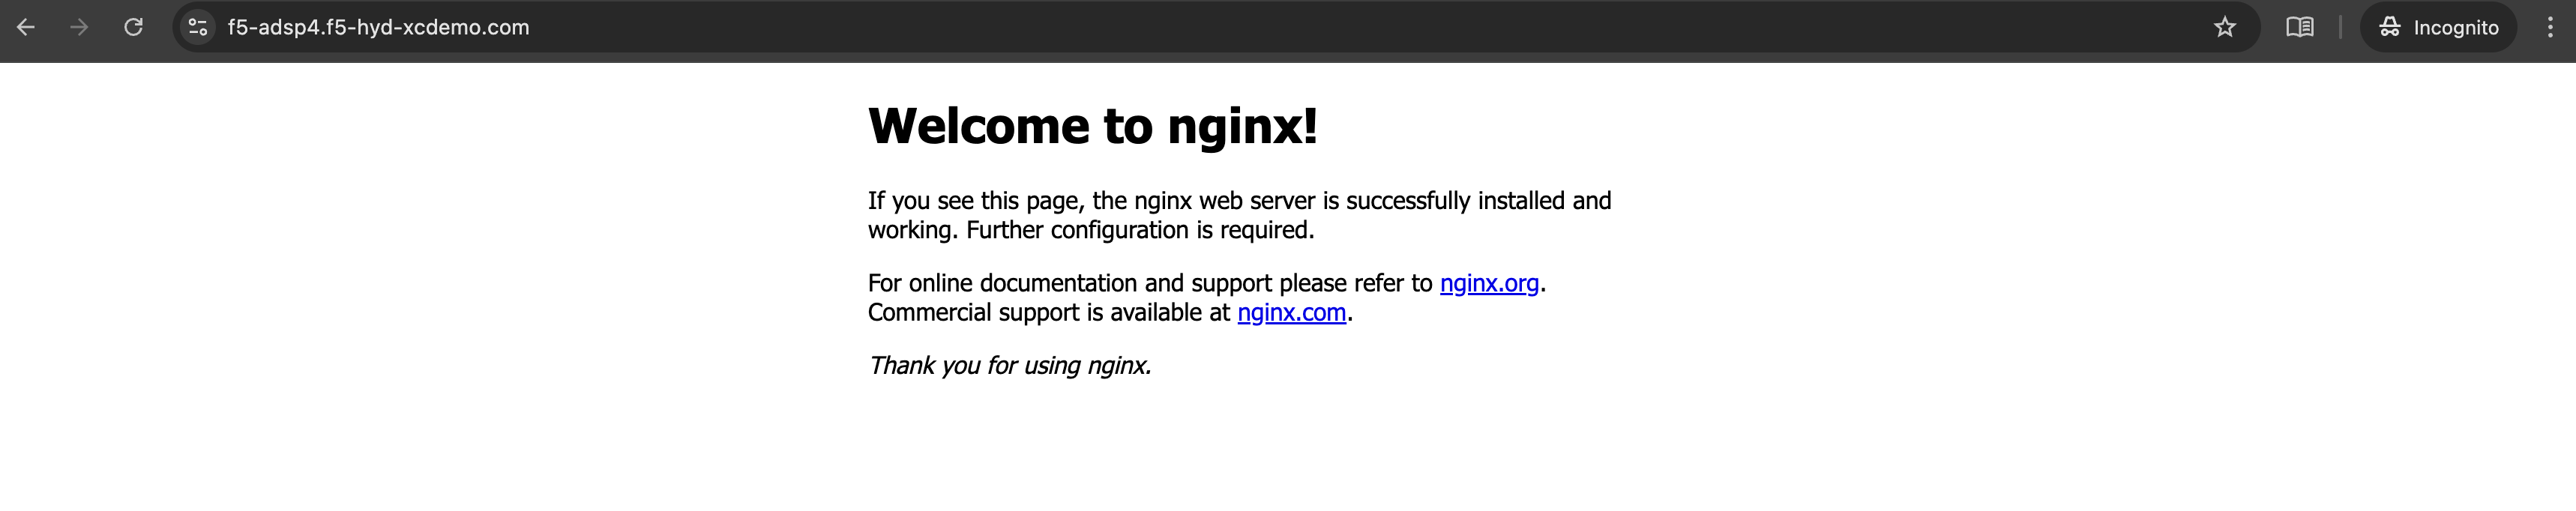 f5-adsp4.f5-hyd-xcdemo.com
Incognito
Welcome to nginx!
If you see this page, the nginx web server is successfully installed and
working. Further configuration is required.
For online documentation and support please refer to nginx.org.
Commercial support is available at nginx.com.
Thank you for using nginx.